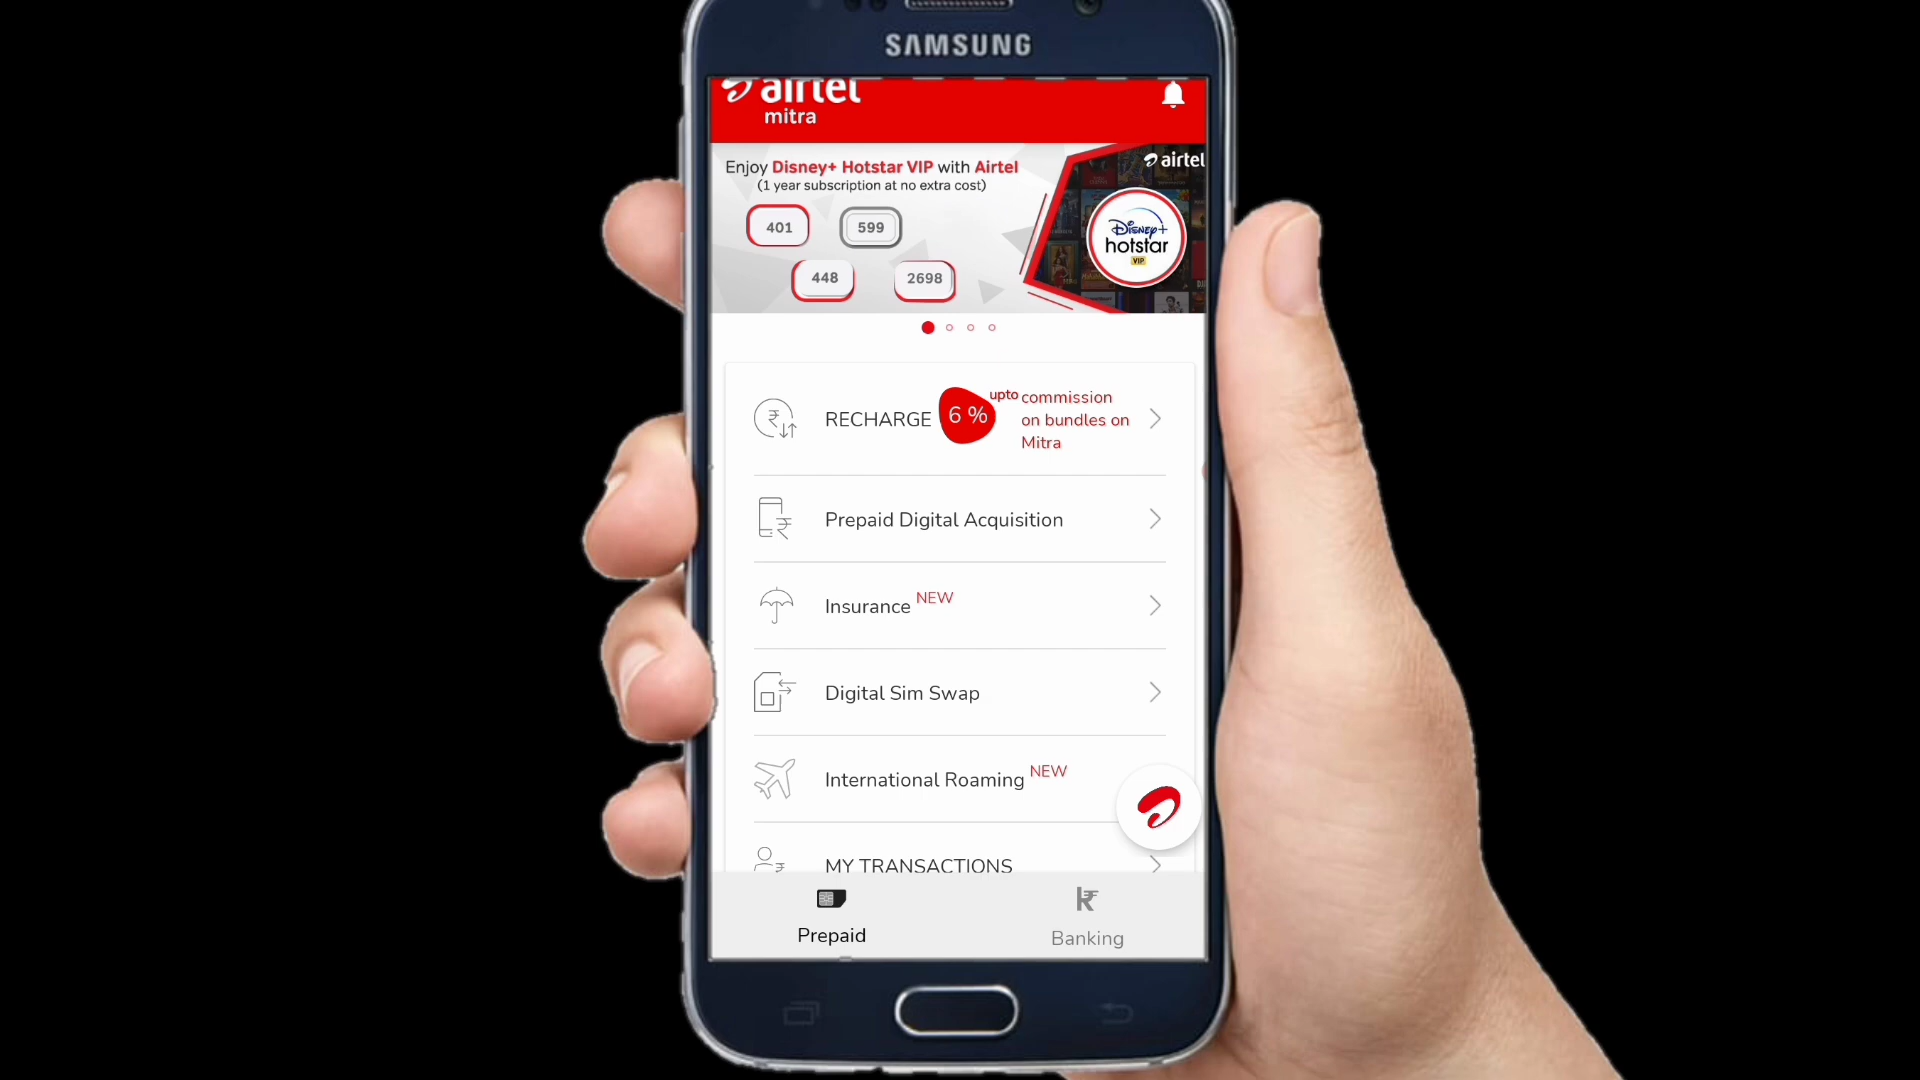 SAMSUNG
airtel
mitra
Enjoy Disney+ Hotstar VIP with Airtel
(1 year subscription at no extra cost)
401
599
448
2698
airtel
Disney+
hotstar
VIP
RECHARGE
6 %
upto commission
on bundles on
Mitra
Prepaid Digital Acquisition
Insurance NEW
Digital Sim Swap
International Roaming NEW
MY TRANSACTIONS
Prepaid
Banking